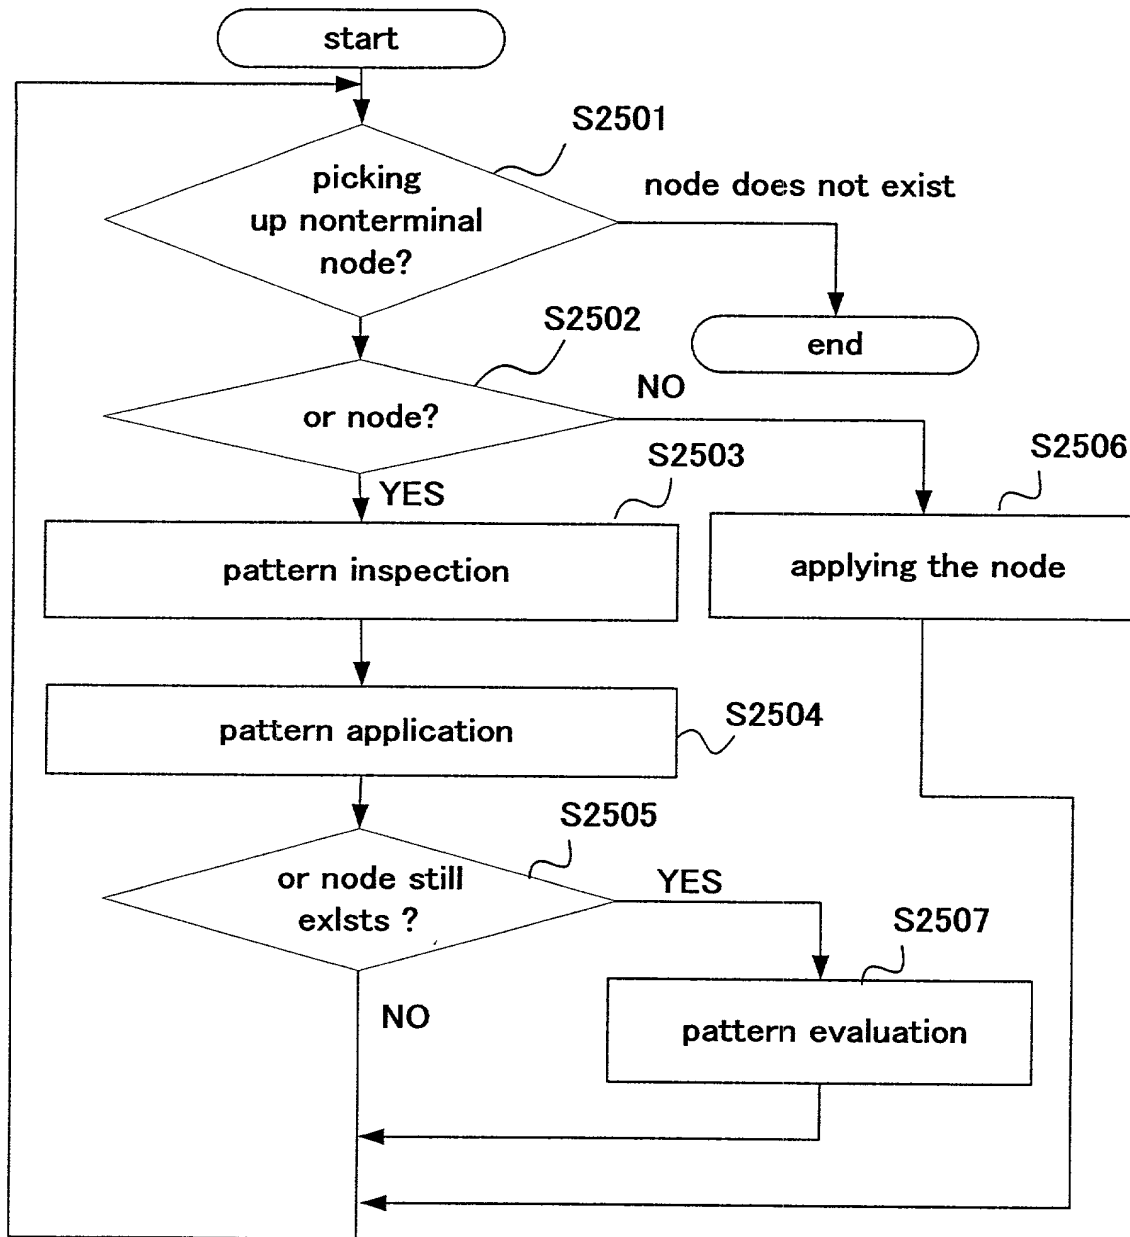 start
S2501
picking
up nonterminal
node?
node does not exist
S2502
end
or node?
NO
S2503
S2506
YES
pattern inspection
applying the node
pattern application
S2504
S2505
or node still
exIsts ?
YES
S2507
NO
pattern evaluation